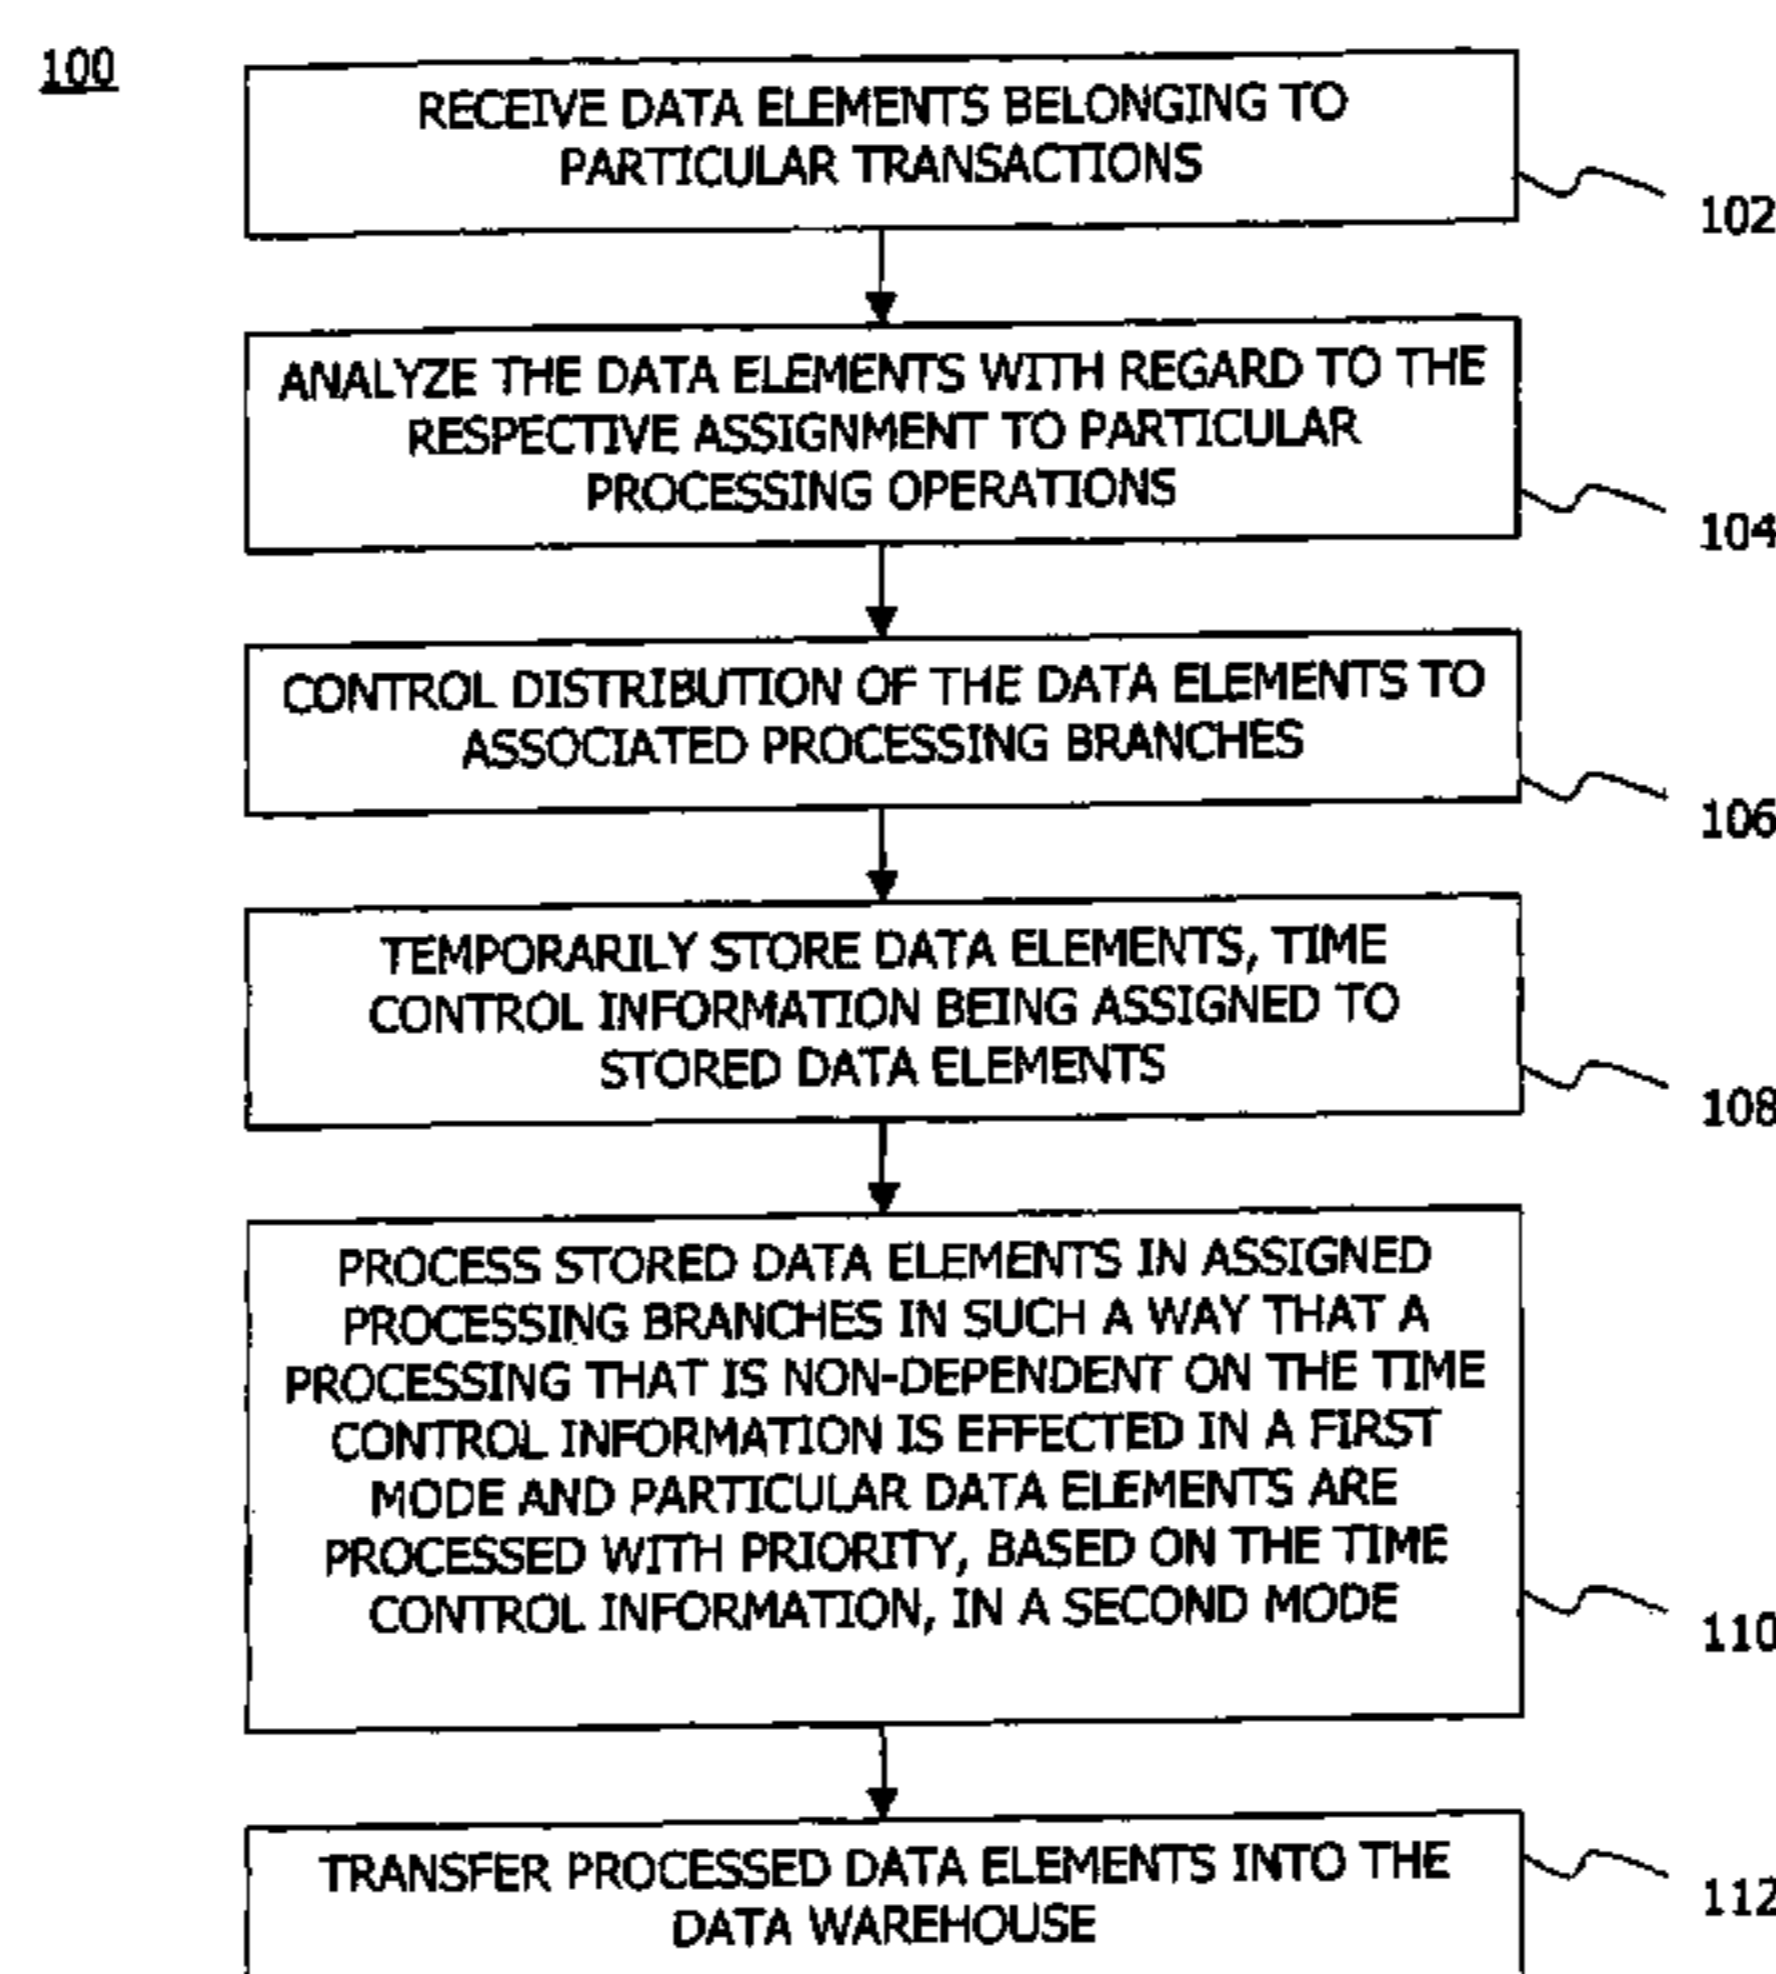 100
RECEIVE DATA ELEMENTS BELONGING TO
PARTICULAR TRANSACTIONS
102
ANALYZE THE DATA ELEMENTS WITH REGARD TO THE
RESPECTIVE ASSIGNMENT TO PARTICULAR
PROCESSING OPERATIONS
104
CONTROL DISTRIBUTION OF THE DATA ELEMENTS TO
ASSOCIATED PROCESSING BRANCHES
106
TEMPORARILY STORE DATA ELEMENTS, TIME
CONTROL INFORMATION BEING ASSIGNED TO
STORED DATA ELEMENTS
108
PROCESS STORED DATA ELEMENTS IN ASSIGNED
PROCESSING BRANCHES IN SUCH A WAY THAT A
PROCESSING THAT IS NON-DEPENDENT ON THE TIME
CONTROL INFORMATION IS EFFECTED IN A FIRST
MODE AND PARTICULAR DATA ELEMENTS ARE
PROCESSED WITH PRIORITY, BASED ON THE TIME
CONTROL INFORMATION, IN A SECOND MODE
110
TRANSFER PROCESSED DATA ELEMENTS INTO THE
DATA WAREHOUSE
112